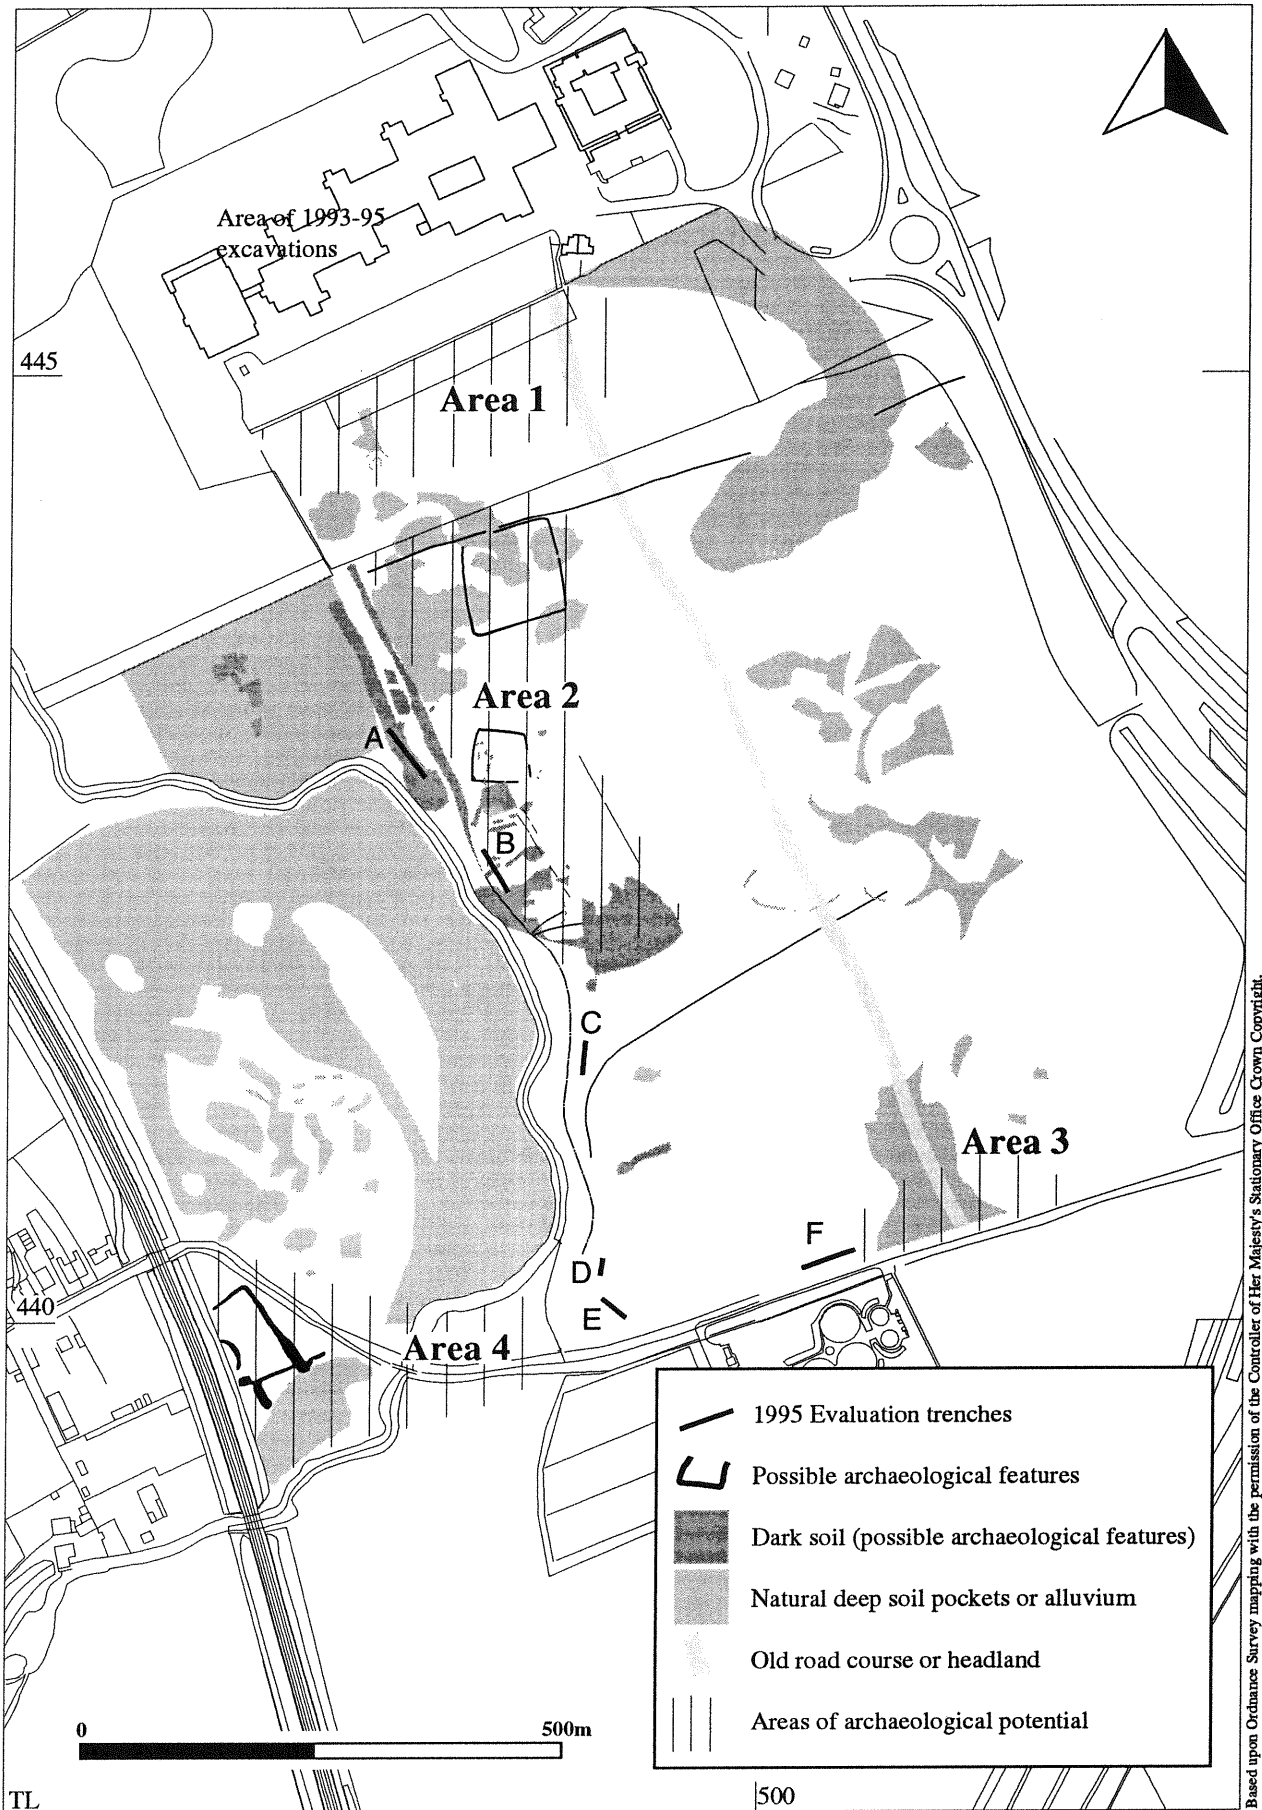 Area of 1993-95
excavations
445
Area 1
Area 2
A
B
C
Area 3
F
D
E
440
Area 4
1995 Evaluation trenches
Possible archaeological features
Dark soil (possible archaeological features)
Natural deep soil pockets or alluvium
Old road course or headland
Areas of archaeological potential
0
500m
TL
500
Based upon Ordnance Survey mapping with the permission of the Controller of Her Majesty's Stationary Office Crown Copyright.